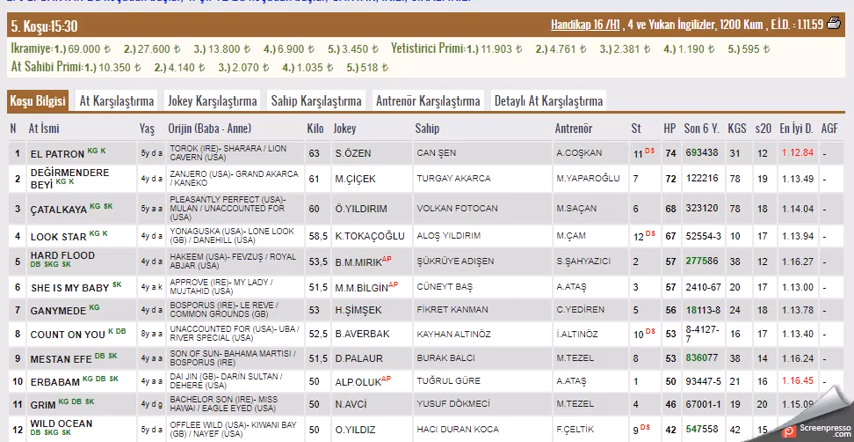 5. Koşu:15-30 Handikap 16 /H1 , 4 ve Yukarı İngilizler, 1200 Kum , E.İ.D. : 1.11.59
İkramiye:1.) 69.000 ₺ 2.) 27.600 ₺ 3.) 13.800 ₺ 4.) 6.900 ₺ 5.) 3.450 ₺ Yetistirici Primi:1.) 11.903 ₺ 2.) 4.761 ₺ 3.) 2.381 ₺ 4.) 1.190 ₺ 5.) 595 ₺
At Sahibi Primi:1.) 10.350 ₺ 2.) 4.140 ₺ 3.) 2.070 ₺ 4.) 1.035 ₺ 5.) 518 ₺
Koşu Bilgisi At Karşılaştırma Jokey Karşılaştırma Sahip Karşılaştırma Antrenör Karşılaştırma Detaylı At Karşılaştırma
N At İsmi Yaş Orijin (Baba - Anne) Kilo Jokey Sahip Antrenör St HP Son 6 Y. KGS s20 En İyi D. AGF
1 EL PATRON KG K 5y d a TOROK (IRE)- SHARARA / LION CAVERN (USA) 63 S.ÖZEN CAN ŞEN A.COŞKAN 11 DS 74 693438 31 12 1.12.84 -
2 DEĞİRMENDERE BEYİ KG K 4y d a ZANJERO (USA)- GRAND AKARCA / KANEKO 61 M.ÇİÇEK TURGAY AKARCA M.YAPAROĞLU 7 72 122216 78 19 1.13.49 -
3 ÇATALKAYA KG SK 5y a a PLEASANTLY PERFECT (USA)- MULAN / UNACCOUNTED FOR (USA) 60 Ö.YILDIRIM VOLKAN FOTOCAN M.SAÇAN 6 68 323120 78 18 1.14.04 -
4 LOOK STAR KG K 4y d a YONAGUSKA (USA)- LONE LOOK (GB) / DANEHILL (USA) 58,5 K.TOKAÇOĞLU ALOŞ YILDIRIM M.ÇAM 12 DS 67 52554-3 10 17 1.13.94 -
5 HARD FLOOD DB SKG SK 4y d a HAKEEM (USA)- FEVZUŞ / ROYAL ABJAR (USA) 53,5 B.M.MIRIK AP ŞÜKRÜYE ADIŞEN S.ŞAHYAZICI 2 57 277586 38 12 1.16.27 -
6 SHE IS MY BABY SK 4y a k APPROVE (IRE)- MY LADY / MUJTAHID (USA) 51,5 M.M.BİLGİN AP CÜNEYT BAŞ A.ATAŞ 3 57 2410-67 20 17 1.13.00 -
7 GANYMEDE KG 4y d a BOSPORUS (IRE)- LE REVE / COMMON GROUNDS (GB) 53 H.ŞİMŞEK FİKRET KANMAN C.YEDİREN 5 56 18113-8 24 18 1.13.78 -
8 COUNT ON YOU K DB 8y a a UNACCOUNTED FOR (USA)- UBA / RIVER SPECIAL (USA) 52,5 B.AVERBAK KAYHAN ALTINÖZ İ.ALTINÖZ 10 DS 53 8-4127-7 16 17 1.13.40 -
9 MESTAN EFE DB SK 4y a a SON OF SUN- BAHAMA MARTISI / BOSPORUS (IRE) 51,5 D.PALAUR BURAK BALCI M.TEZEL 8 53 836077 38 14 1.16.24 -
10 ERBABAM KG DB SK 4y a a DAI JIN (GB)- DARİN SULTAN / DEHERE (USA) 50 ALP.OLUK AP TUĞRUL GÜRE A.ATAŞ 1 50 93447-5 21 16 1.16.45 -
11 GRIM KG DB SK 4y d g BACHELOR SON (IRE)- MISS HAWAI / EAGLE EYED (USA) 50 N.AVCİ YUSUF DÖKMECİ M.TEZEL 4 46 67001-1 19 20 1.15.09
12 WILD OCEAN DB SKG SK 5y d a OFFLEE WILD (USA)- KIWANI BAY (GB) / NAYEF (USA) 50 O.YILDIZ HACI DURAN KOCA F.ÇELTİK 9 DS 42 547558 42 15
Screenpresso
.com